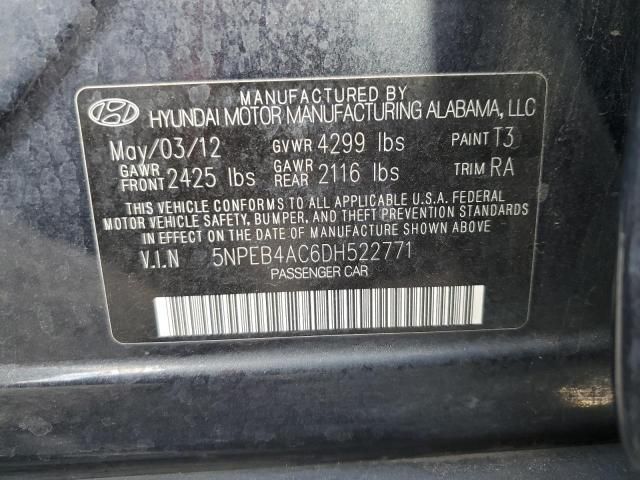 MANUFACTURED BY
HYUNDAI MOTOR MANUFACTURING ALABAMA, LLC
May/03/12 GVWR 4299 lbs PAINT T3
GAWR FRONT 2425 lbs GAWR REAR 2116 lbs TRIM RA
THIS VEHICLE CONFORMS TO ALL APPLICABLE U.S.A. FEDERAL
MOTOR VEHICLE SAFETY, BUMPER, AND THEFT PREVENTION STANDARDS
IN EFFECT ON THE DATE OF MANUFACTURE SHOWN ABOVE
V.I.N 5NPEB4AC6DH522771
PASSENGER CAR